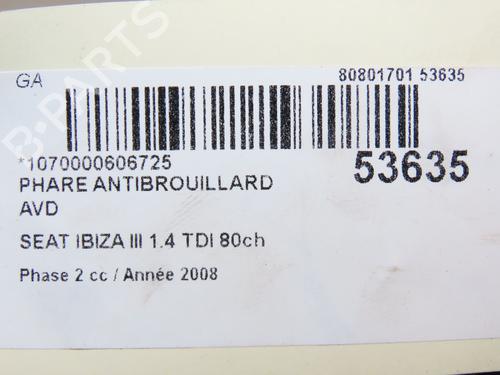 GA
80801701 53635
*1070000606725
53635
PHARE ANTIBROUILLARD
AVD
SEAT IBIZA III 1.4 TDI 80ch
Phase 2 cc / Année 2008
B-PARTS